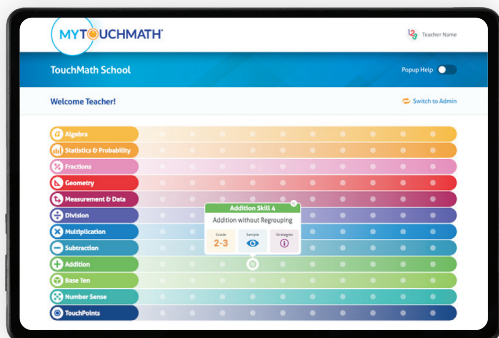 MYTOUCHMATH
Teacher Name
TouchMath School
Popup Help
Welcome Teacher!
Switch to Admin
Algebra
Statistics & Probability
Fractions
Geometry
Measurement & Data
Division
Multiplication
Subtraction
Addition
Base Ten
Number Sense
TouchPoints
Addition Skill 4
Addition without Regrouping
Grade
Sample
Strategies
2-3